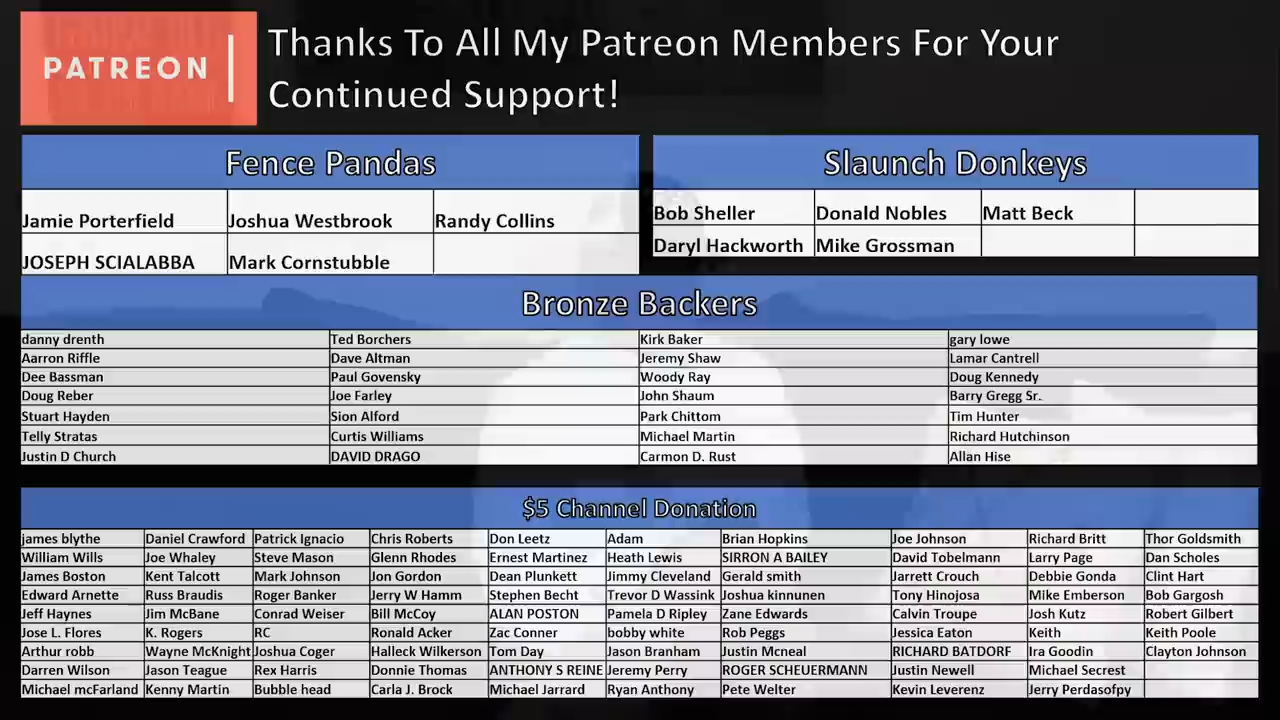 PATREON
Thanks To All My Patreon Members For Your
Continued Support!
Fence Pandas
Jamie Porterfield Joshua Westbrook Randy Collins
JOSEPH SCIALABBA Mark Cornstubble
Slaunch Donkeys
Bob Sheller Donald Nobles Matt Beck
Daryl Hackworth Mike Grossman
Bronze Backers
danny drenth Ted Borchers Kirk Baker gary lowe
Aarron Riffle Dave Altman Jeremy Shaw Lamar Cantrell
Dee Bassman Paul Govensky Woody Ray Doug Kennedy
Doug Reber Joe Farley John Shaum Barry Gregg Sr.
Stuart Hayden Sion Alford Park Chittom Tim Hunter
Telly Stratas Curtis Williams Michael Martin Richard Hutchinson
Justin D Church DAVID DRAGO Carmon D. Rust Allan Hise
$5 Channel Donation
james blythe Daniel Crawford Patrick Ignacio Chris Roberts Don Leetz Adam Brian Hopkins Joe Johnson Richard Britt Thor Goldsmith
William Wills Joe Whaley Steve Mason Glenn Rhodes Ernest Martinez Heath Lewis SIRRON A BAILEY David Tobelmann Larry Page Dan Scholes
James Boston Kent Talcott Mark Johnson Jon Gordon Dean Plunkett Jimmy Cleveland Gerald smith Jarrett Crouch Debbie Gonda Clint Hart
Edward Arnette Russ Braudis Roger Banker Jerry W Hamm Stephen Becht Trevor D Wassink Joshua kinnunen Tony Hinojosa Mike Emberson Bob Gargosh
Jeff Haynes Jim McBane Conrad Weiser Bill McCoy ALAN POSTON Pamela D Ripley Zane Edwards Calvin Troupe Josh Kutz Robert Gilbert
Jose L. Flores K. Rogers RC Ronald Acker Zac Conner bobby white Rob Peggs Jessica Eaton Keith Keith Poole
Arthur robb Wayne McKnight Joshua Coger Halleck Wilkerson Tom Day Jason Branham Justin Mcneal RICHARD BATDORF Ira Goodin Clayton Johnson
Darren Wilson Jason Teague Rex Harris Donnie Thomas ANTHONY S REINE Jeremy Perry ROGER SCHEUERMANN Justin Newell Michael Secrest
Michael mcFarland Kenny Martin Bubble head Carla J. Brock Michael Jarrard Ryan Anthony Pete Welter Kevin Leverenz Jerry Perdasofpy